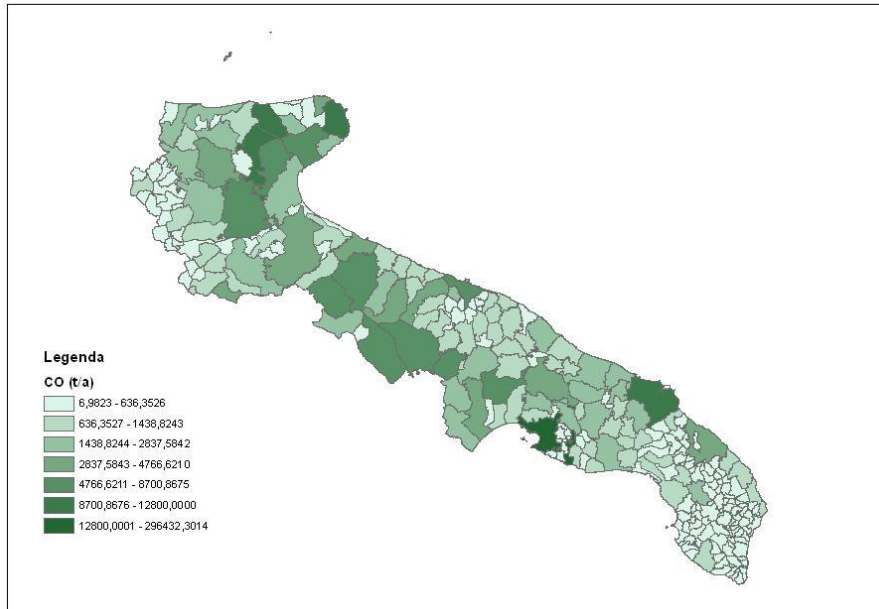 Legenda
CO (t/a)
6,9823 - 636,3526
636,3527 - 1438,8243
1438,8244 - 2837,5842
2837,5843 - 4766,6210
4766,6211 - 8700,8675
8700,8676 - 12800,0000
12800,0001 - 296432,3014